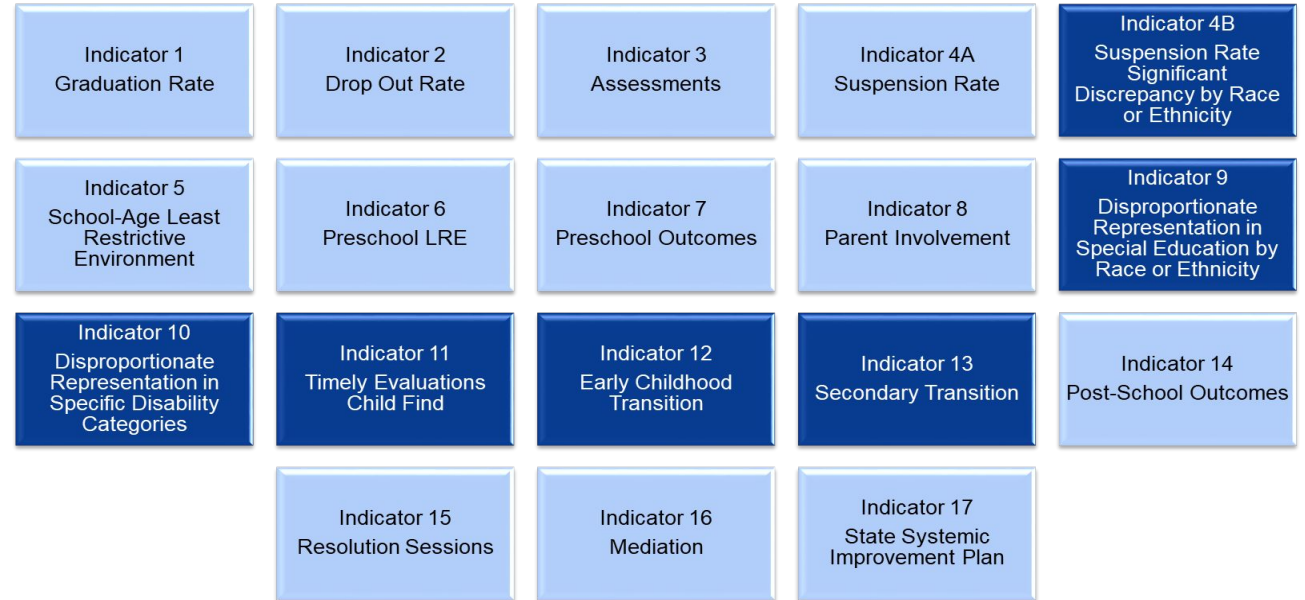 Indicator 1
Graduation Rate
Indicator 2
Drop Out Rate
Indicator 3
Assessments
Indicator 4A
Suspension Rate
Indicator 4B
Suspension Rate
Significant
Discrepancy by Race
or Ethnicity
Indicator 5
School-Age Least
Restrictive
Environment
Indicator 6
Preschool LRE
Indicator 7
Preschool Outcomes
Indicator 8
Parent Involvement
Indicator 9
Disproportionate
Representation in
Special Education by
Race or Ethnicity
Indicator 10
Disproportionate
Representation in
Specific Disability
Categories
Indicator 11
Timely Evaluations
Child Find
Indicator 12
Early Childhood
Transition
Indicator 13
Secondary Transition
Indicator 14
Post-School Outcomes
Indicator 15
Resolution Sessions
Indicator 16
Mediation
Indicator 17
State Systemic
Improvement Plan